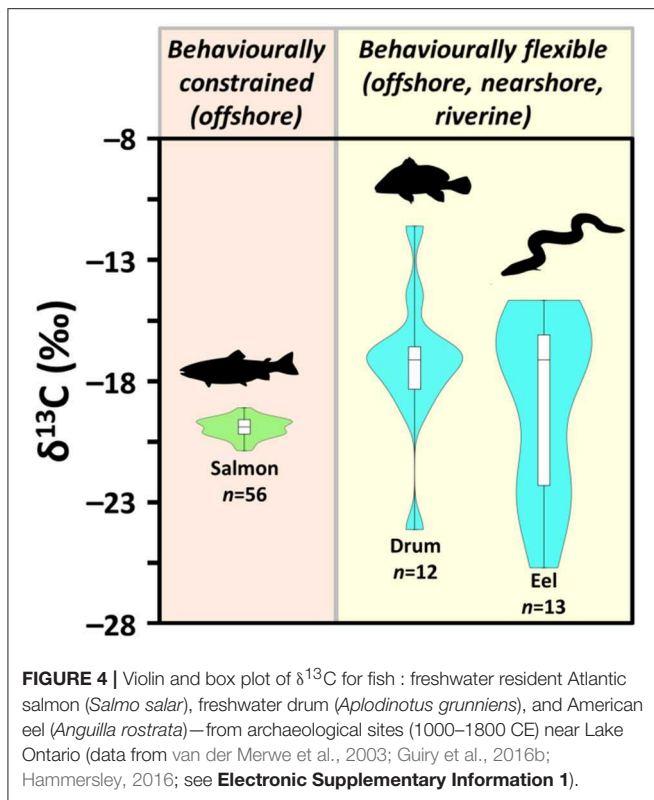 Behaviourally
constrained
(offshore)
Behaviourally flexible
(offshore, nearshore,
riverine)
−8
−13
−18
−23
−28
δ¹³C (‰)
Salmon
n=56
Drum
n=12
Eel
n=13
FIGURE 4 | Violin and box plot of δ¹³C for fish : freshwater resident Atlantic
salmon (Salmo salar), freshwater drum (Aplodinotus grunniens), and American
eel (Anguilla rostrata)—from archaeological sites (1000–1800 CE) near Lake
Ontario (data from van der Merwe et al., 2003; Guiry et al., 2016b;
Hammersley, 2016; see Electronic Supplementary Information 1).